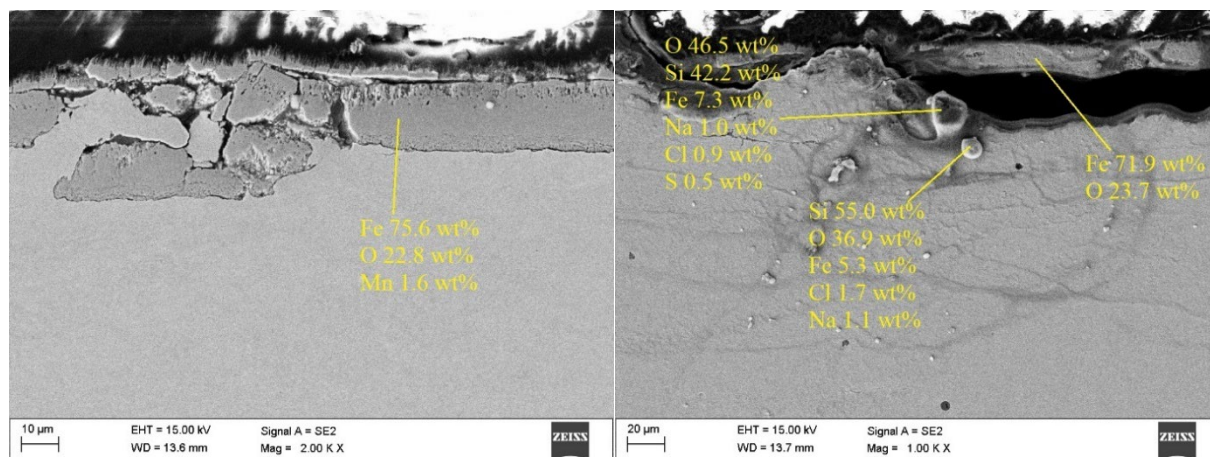 Fe 75.6 wt%
O 22.8 wt%
Mn 1.6 wt%
10 µm
EHT = 15.00 kV
WD = 13.6 mm
Signal A = SE2
Mag = 2.00 K X
ZEISS
O 46.5 wt%
Si 42.2 wt%
Fe 7.3 wt%
Na 1.0 wt%
Cl 0.9 wt%
S 0.5 wt%
Si 55.0 wt%
O 36.9 wt%
Fe 5.3 wt%
Cl 1.7 wt%
Na 1.1 wt%
Fe 71.9 wt%
O 23.7 wt%
20 µm
EHT = 15.00 kV
WD = 13.7 mm
Signal A = SE2
Mag = 1.00 K X
ZEISS